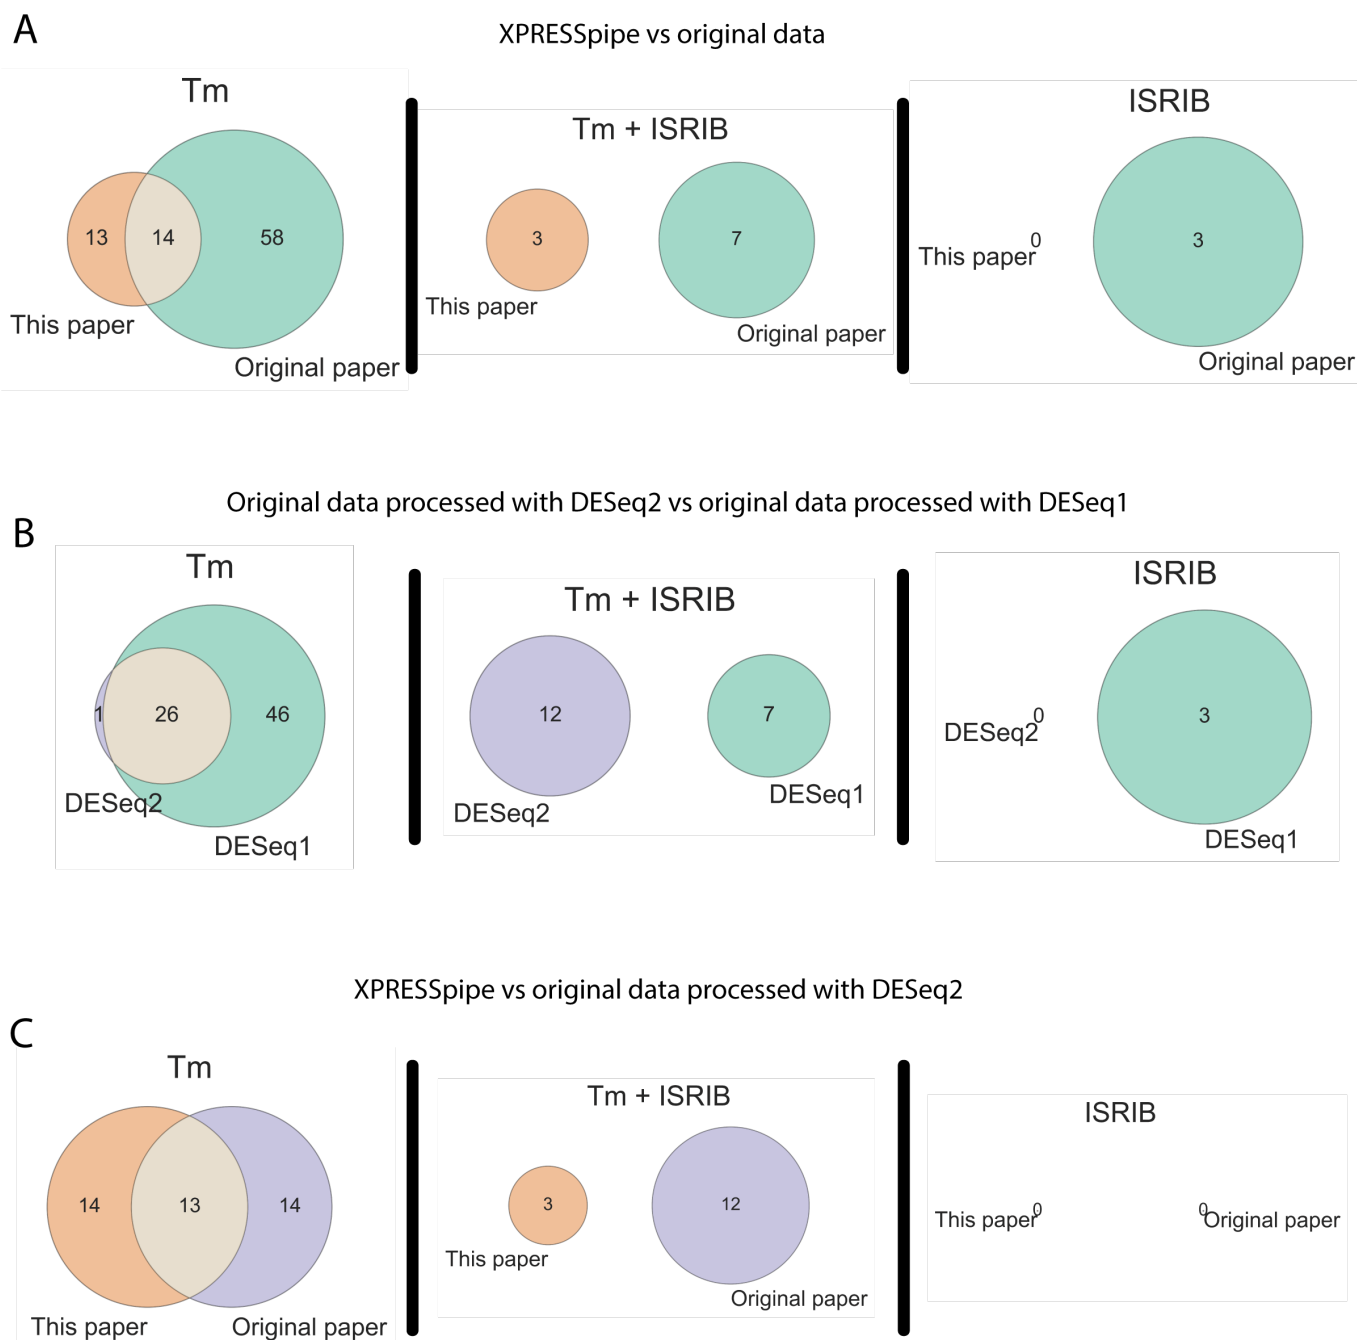 A
XPRESSpipe vs original data
Tm
13
14
58
This paper
Original paper
Tm + ISRIB
3
7
This paper
Original paper
ISRIB
0
This paper
3
Original paper
Original data processed with DESeq2 vs original data processed with DESeq1
B
Tm
1
26
46
DESeq2
DESeq1
Tm + ISRIB
12
7
DESeq2
DESeq1
ISRIB
0
DESeq2
3
DESeq1
XPRESSpipe vs original data processed with DESeq2
C
Tm
14
13
14
This paper
Original paper
Tm + ISRIB
3
12
This paper
Original paper
ISRIB
0
This paper
0
Original paper